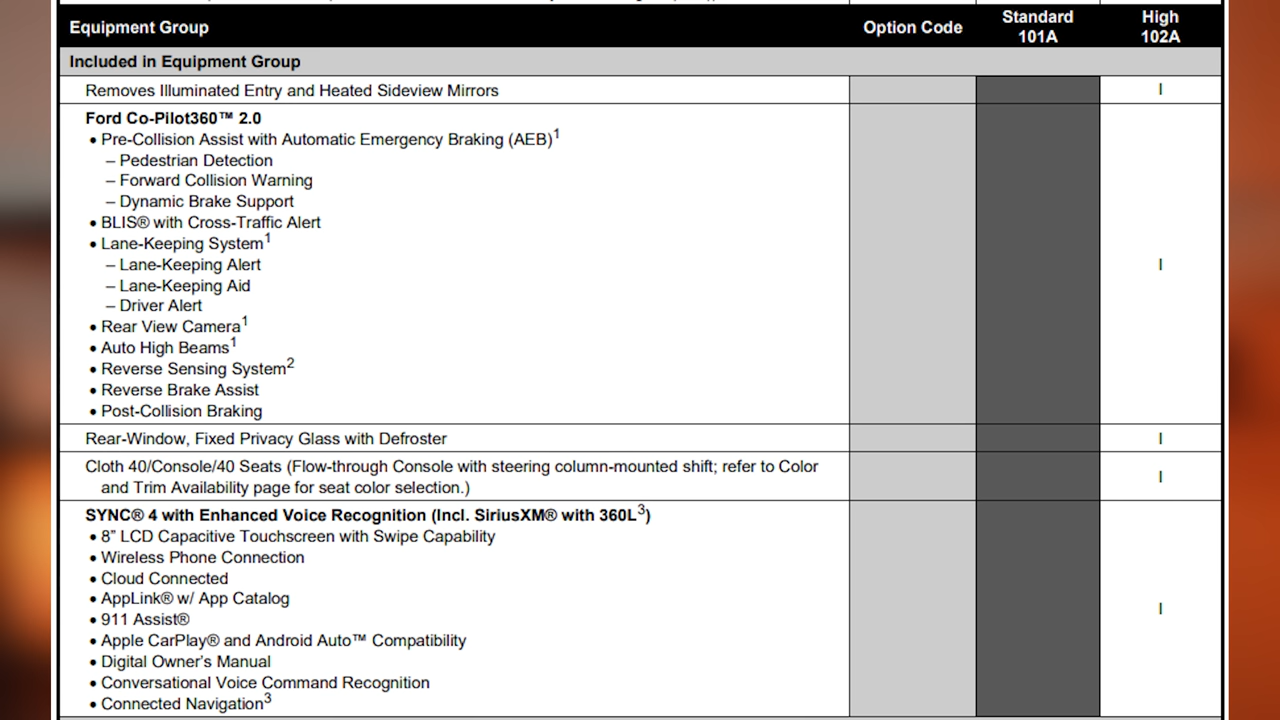 Equipment Group Option Code Standard 101A High 102A
Included in Equipment Group
Removes Illuminated Entry and Heated Sideview Mirrors I
Ford Co-Pilot360™ 2.0
• Pre-Collision Assist with Automatic Emergency Braking (AEB)1
– Pedestrian Detection
– Forward Collision Warning
– Dynamic Brake Support
• BLIS® with Cross-Traffic Alert
• Lane-Keeping System1
– Lane-Keeping Alert I
– Lane-Keeping Aid
– Driver Alert
• Rear View Camera1
• Auto High Beams1
• Reverse Sensing System2
• Reverse Brake Assist
• Post-Collision Braking
Rear-Window, Fixed Privacy Glass with Defroster I
Cloth 40/Console/40 Seats (Flow-through Console with steering column-mounted shift; refer to Color
and Trim Availability page for seat color selection.) I
SYNC® 4 with Enhanced Voice Recognition (Incl. SiriusXM® with 360L3)
• 8” LCD Capacitive Touchscreen with Swipe Capability
• Wireless Phone Connection
• Cloud Connected
• AppLink® w/ App Catalog I
• 911 Assist®
• Apple CarPlay® and Android Auto™ Compatibility
• Digital Owner’s Manual
• Conversational Voice Command Recognition
• Connected Navigation3